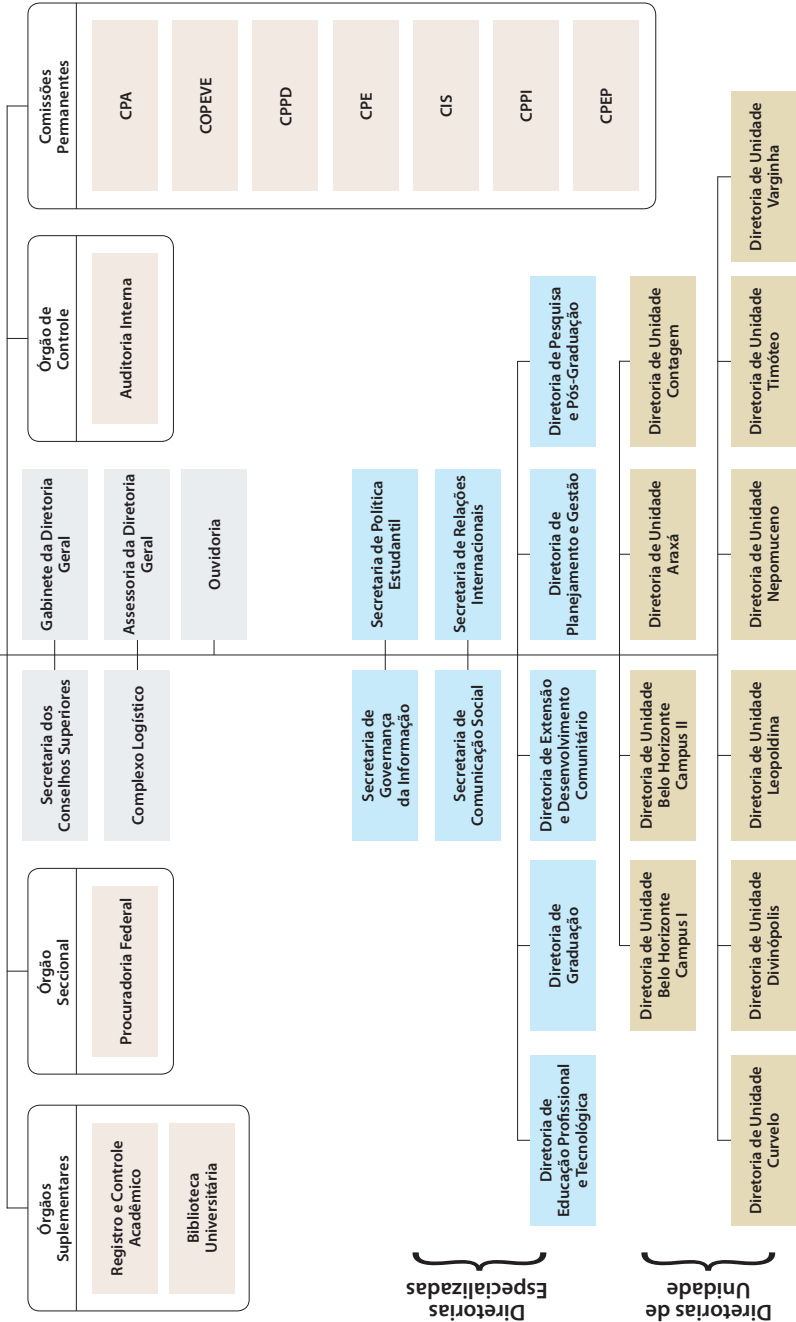 Órgãos
Suplementares
Registro e Controle
Acadêmico
Biblioteca
Universitária
Órgão
Seccional
Procuradoria Federal
Secretaria dos
Conselhos Superiores
Complexo Logístico
Gabinete da Diretoria
Geral
Assessoria da Diretoria
Geral
Ouvidoria
Órgão de
Controle
Auditoria Interna
Comissões
Permanentes
CPA
COPEVE
CPPD
CPE
CIS
CPPI
CPEP
Diretorias
Especializadas
Secretaria de
Governança
da Informação
Secretaria de Política
Estudantil
Secretaria de
Comunicação Social
Secretaria de Relações
Internacionais
Diretoria de
Educação Profissional
e Tecnológica
Diretoria de
Graduação
Diretoria de Extensão
e Desenvolvimento
Comunitário
Diretoria de
Planejamento e Gestão
Diretoria de Pesquisa
e Pós-Graduação
Diretorias de
Unidade
Diretoria de Unidade
Belo Horizonte
Campus I
Diretoria de Unidade
Belo Horizonte
Campus II
Diretoria de Unidade
Araxá
Diretoria de Unidade
Contagem
Diretoria de Unidade
Curvelo
Diretoria de Unidade
Divinópolis
Diretoria de Unidade
Leopoldina
Diretoria de Unidade
Nepomuceno
Diretoria de Unidade
Timóteo
Diretoria de Unidade
Varginha